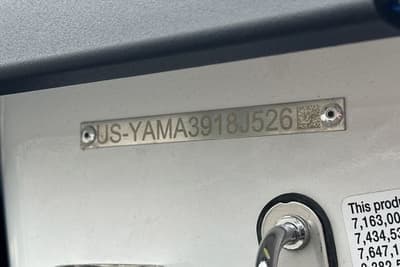 US-YAMA3918J526
This produ
7,163,00
7,434,53
7,647,1